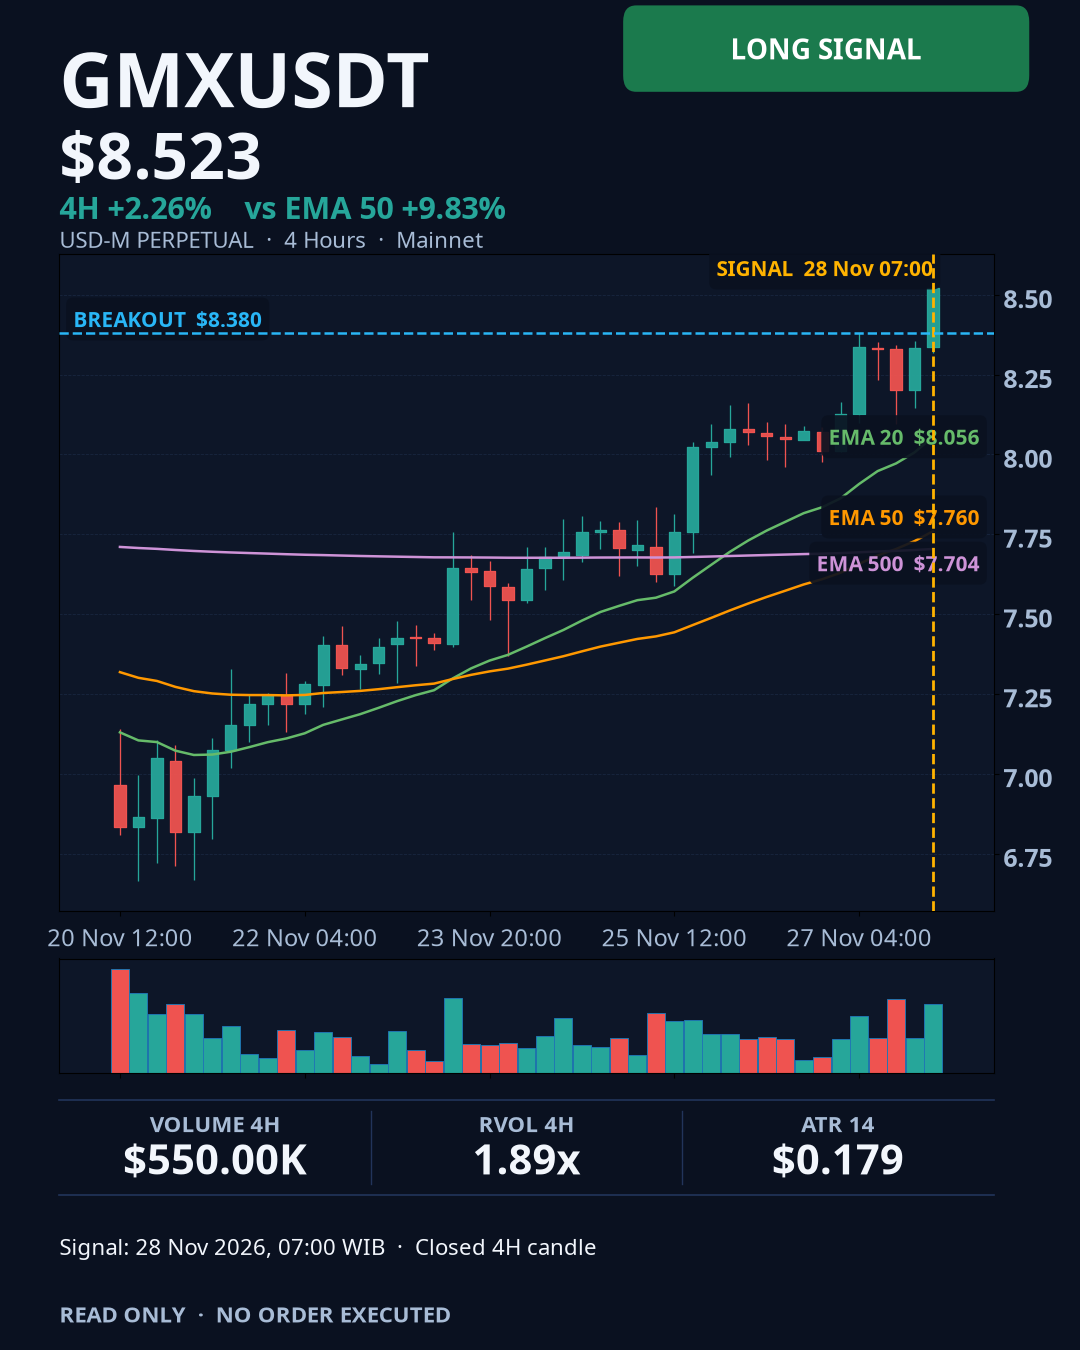 LONG SIGNAL
GMXUSDT
$8.523
4H +2.26%    vs EMA 50 +9.83%
USD-M PERPETUAL · 4 Hours · Mainnet
SIGNAL 28 Nov 07:00
BREAKOUT $8.380
8.50
8.25
EMA 20 $8.056
8.00
EMA 50 $7.760
7.75
EMA 500 $7.704
7.50
7.25
7.00
6.75
20 Nov 12:00    22 Nov 04:00    23 Nov 20:00    25 Nov 12:00    27 Nov 04:00
VOLUME 4H    RVOL 4H    ATR 14
$550.00K    1.89x    $0.179
Signal: 28 Nov 2026, 07:00 WIB · Closed 4H candle
READ ONLY · NO ORDER EXECUTED